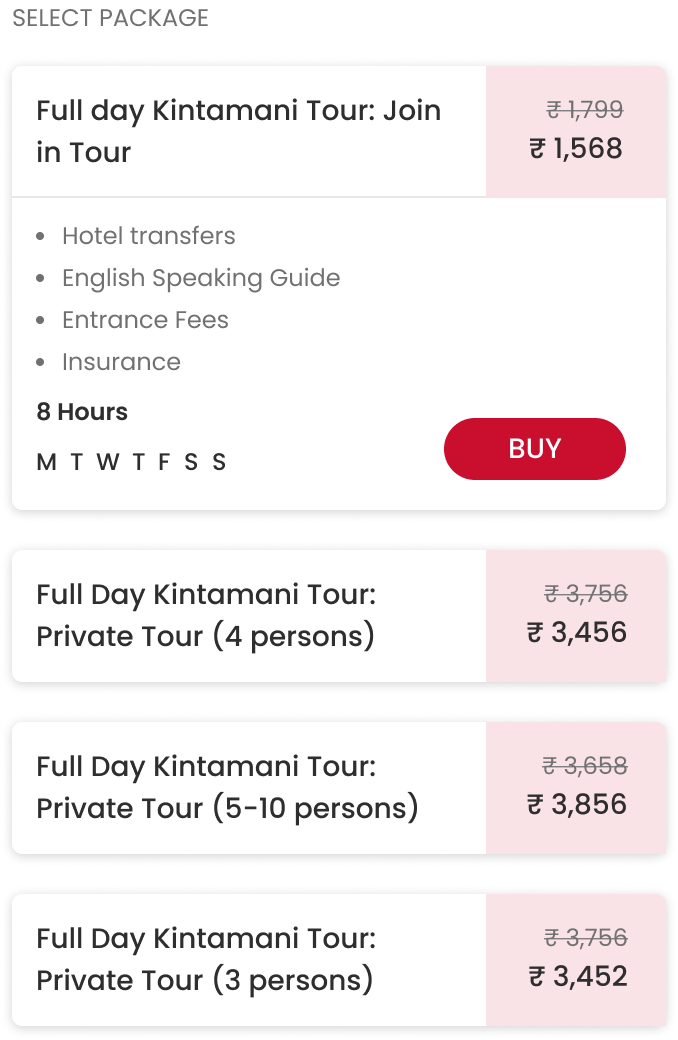 SELECT PACKAGE
Full day Kintamani Tour: Join
in Tour
₹ 1,799
₹ 1,568
• Hotel transfers
• English Speaking Guide
• Entrance Fees
• Insurance
8 Hours
M T W T F S S
BUY
Full Day Kintamani Tour:
Private Tour (4 persons)
₹ 3,756
₹ 3,456
Full Day Kintamani Tour:
Private Tour (5-10 persons)
₹ 3,658
₹ 3,856
Full Day Kintamani Tour:
Private Tour (3 persons)
₹ 3,756
₹ 3,452